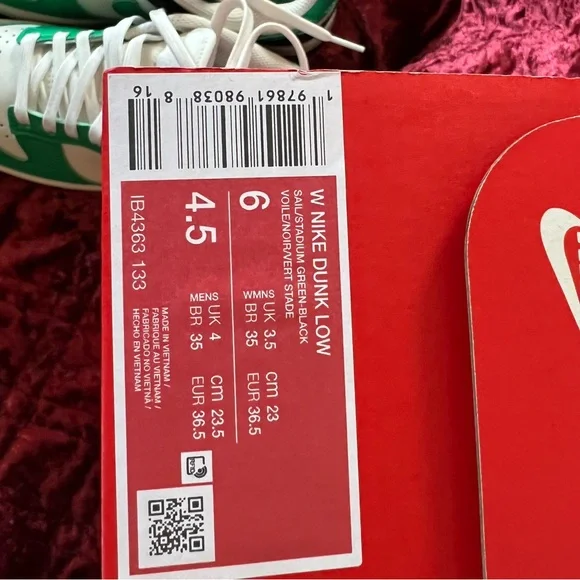 W NIKE DUNK LOW
SAIL/STADIUM GREEN-BLACK
VOILE/NOIR/VERT STADE
6
WMNS UK 3.5 CM 23
BR 35 EUR 36.5
4.5
MENS UK 4 CM 23.5
BR 35 EUR 36.5
IB4363 133
MADE IN VIETNAM /
FABRIQUE AU VIETNAM /
FABRICADO NO VIETNÃ /
HECHO EN VIETNAM
1 97861 98038 8
16